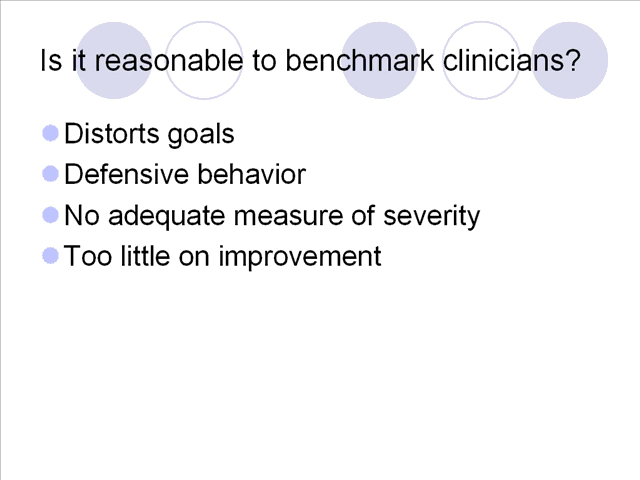 Is it reasonable to benchmark clinicians?
Distorts goals
Defensive behavior
No adequate measure of severity
Too little on improvement